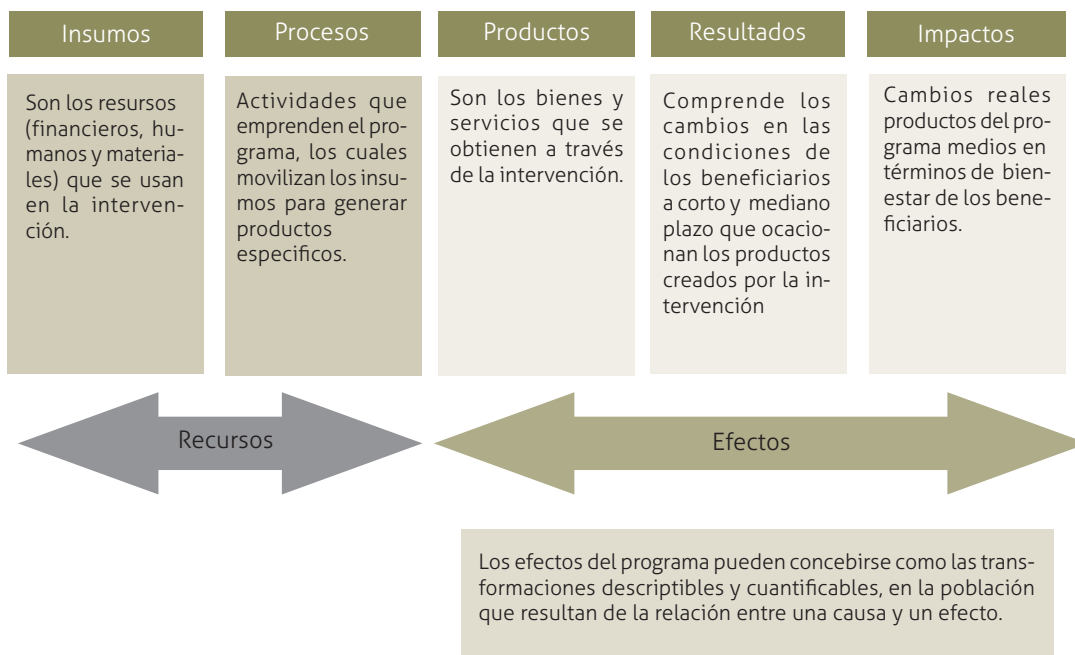 Insumos
Procesos
Productos
Resultados
Impactos
Son los resursos
(financieros, hu-
manos y materia-
les) que se usan
en la interven-
ción.
Actividades que
emprenden el pro-
grama, los cuales
movilizan los insu-
mos para generar
productos
especificos.
Son los bienes y
servicios que se
obtienen a través
de la intervención.
Comprende los
cambios en las
condiciones de
los beneficiarios
a corto y mediano
plazo que ocacio-
nan los productos
creados por la in-
tervención
Cambios reales
productos del pro-
grama medios en
términos de bien-
estar de los bene-
ficiarios.
Recursos
Efectos
Los efectos del programa pueden concebirse como las trans-
formaciones descriptibles y cuantificables, en la población
que resultan de la relación entre una causa y un efecto.